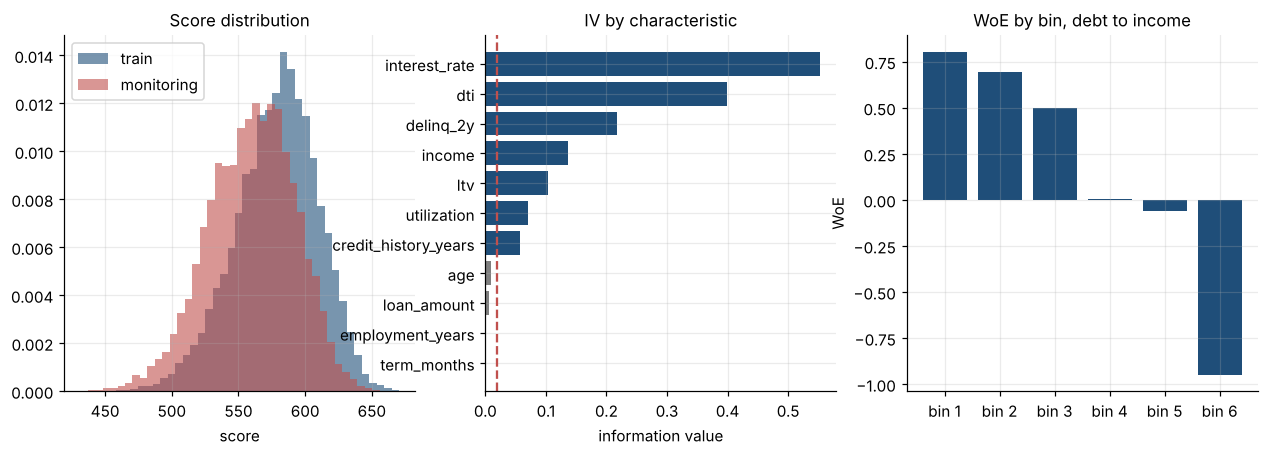 Score distribution
train
monitoring
0.014
0.012
0.010
0.008
0.006
0.004
0.002
0.000
450 500 550 600 650
score
IV by characteristic
interest_rate
dti
delinq_2y
income
ltv
utilization
credit_history_years
age
loan_amount
employment_years
term_months
0.0 0.1 0.2 0.3 0.4 0.5
information value
WoE by bin, debt to income
WoE
0.75
0.50
0.25
0.00
−0.25
−0.50
−0.75
−1.00
bin 1 bin 2 bin 3 bin 4 bin 5 bin 6